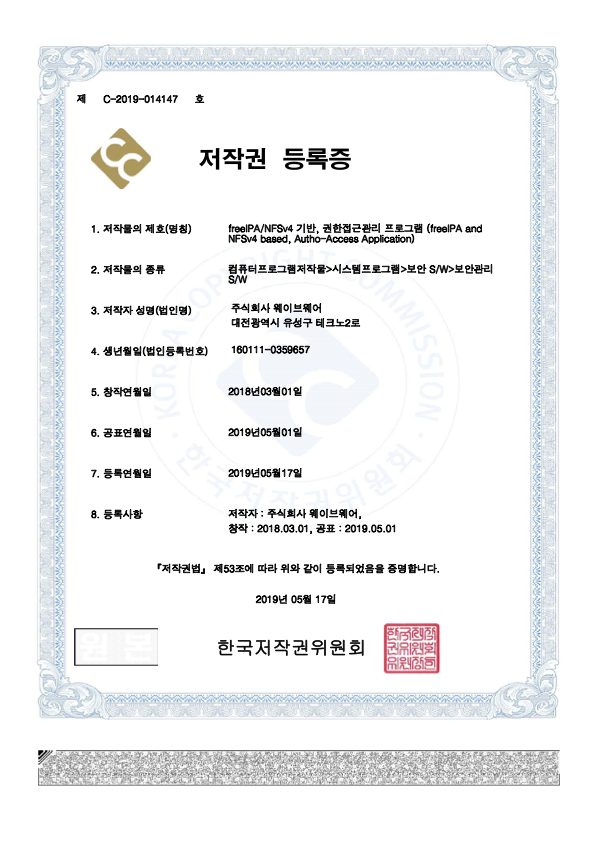 제 C-2019-014147 호
저작권 등록증
1. 저작물의 제호(명칭) freeIPA/NFSv4 기반, 권한접근관리 프로그램 (freeIPA and
NFSv4 based, Autho-Access Application)
2. 저작물의 종류 컴퓨터프로그램저작물>시스템프로그램>보안 S/W>보안관리
S/W
3. 저작자 성명(법인명) 주식회사 웨이브웨어
대전광역시 유성구 테크노2로
4. 생년월일(법인등록번호) 160111-0359657
5. 창작연월일 2018년03월01일
6. 공표연월일 2019년05월01일
7. 등록연월일 2019년05월17일
8. 등록사항 저작자 : 주식회사 웨이브웨어,
창작 : 2018.03.01, 공표 : 2019.05.01
KOREA COPYRIGHT COMMISSION
· 한국저작권위원회 ·
『저작권법』 제53조에 따라 위와 같이 등록되었음을 증명합니다.
2019년 05월 17일
원본
한국저작권위원회